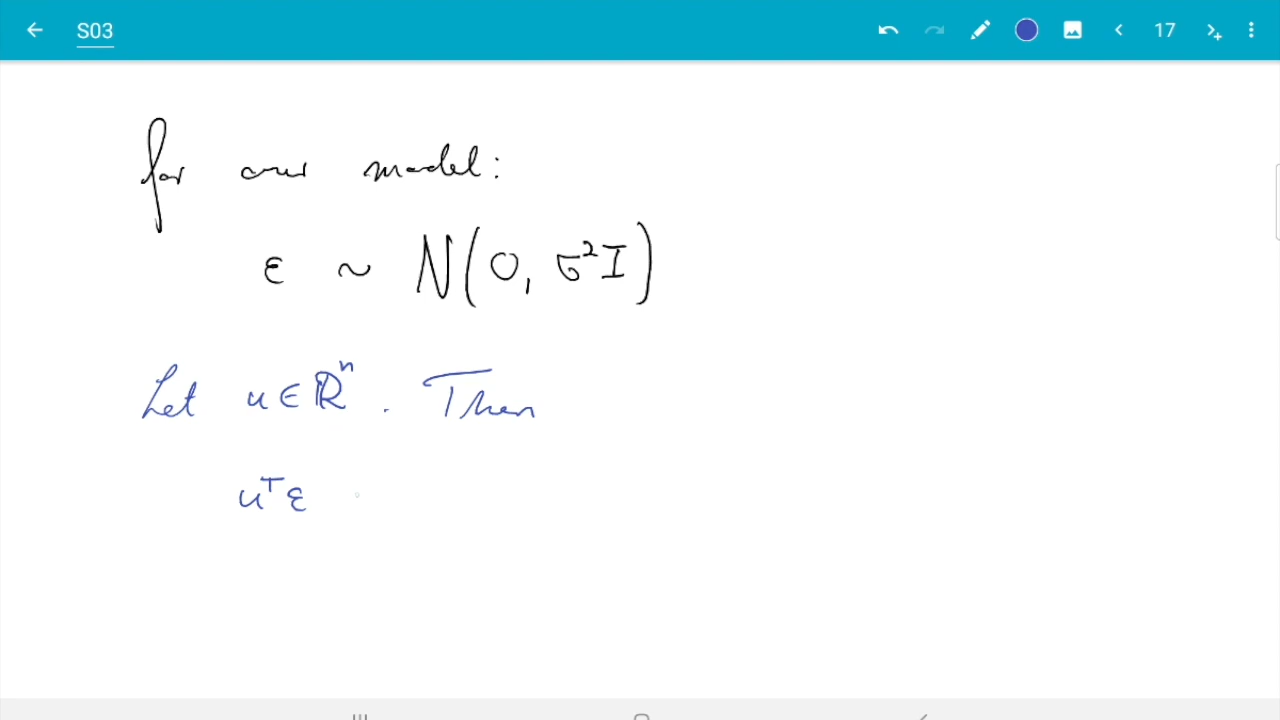 S03
17
for our model:
ε ~ N(0, σ²I)
Let u ∈ ℝⁿ. Then
uᵀε